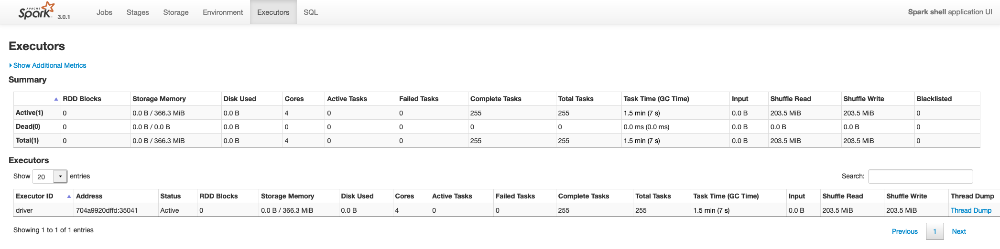 APACHE Spark 3.0.1 Jobs Stages Storage Environment Executors SQL Spark shell application UI
Executors
Show Additional Metrics
Summary
RDD Blocks Storage Memory Disk Used Cores Active Tasks Failed Tasks Complete Tasks Total Tasks Task Time (GC Time) Input Shuffle Read Shuffle Write Blacklisted
Active(1) 0 0.0 B / 366.3 MiB 0.0 B 4 0 0 255 255 1.5 min (7 s) 0.0 B 203.5 MiB 203.5 MiB 0
Dead(0) 0 0.0 B / 0.0 B 0.0 B 0 0 0 0 0 0.0 ms (0.0 ms) 0.0 B 0.0 B 0.0 B 0
Total(1) 0 0.0 B / 366.3 MiB 0.0 B 4 0 0 255 255 1.5 min (7 s) 0.0 B 203.5 MiB 203.5 MiB 0
Executors
Show 20 entries Search:
Executor ID Address Status RDD Blocks Storage Memory Disk Used Cores Active Tasks Failed Tasks Complete Tasks Total Tasks Task Time (GC Time) Input Shuffle Read Shuffle Write Thread Dump
driver 704a9920dffd:35041 Active 0 0.0 B / 366.3 MiB 0.0 B 4 0 0 255 255 1.5 min (7 s) 0.0 B 203.5 MiB 203.5 MiB Thread Dump
Showing 1 to 1 of 1 entries Previous 1 Next